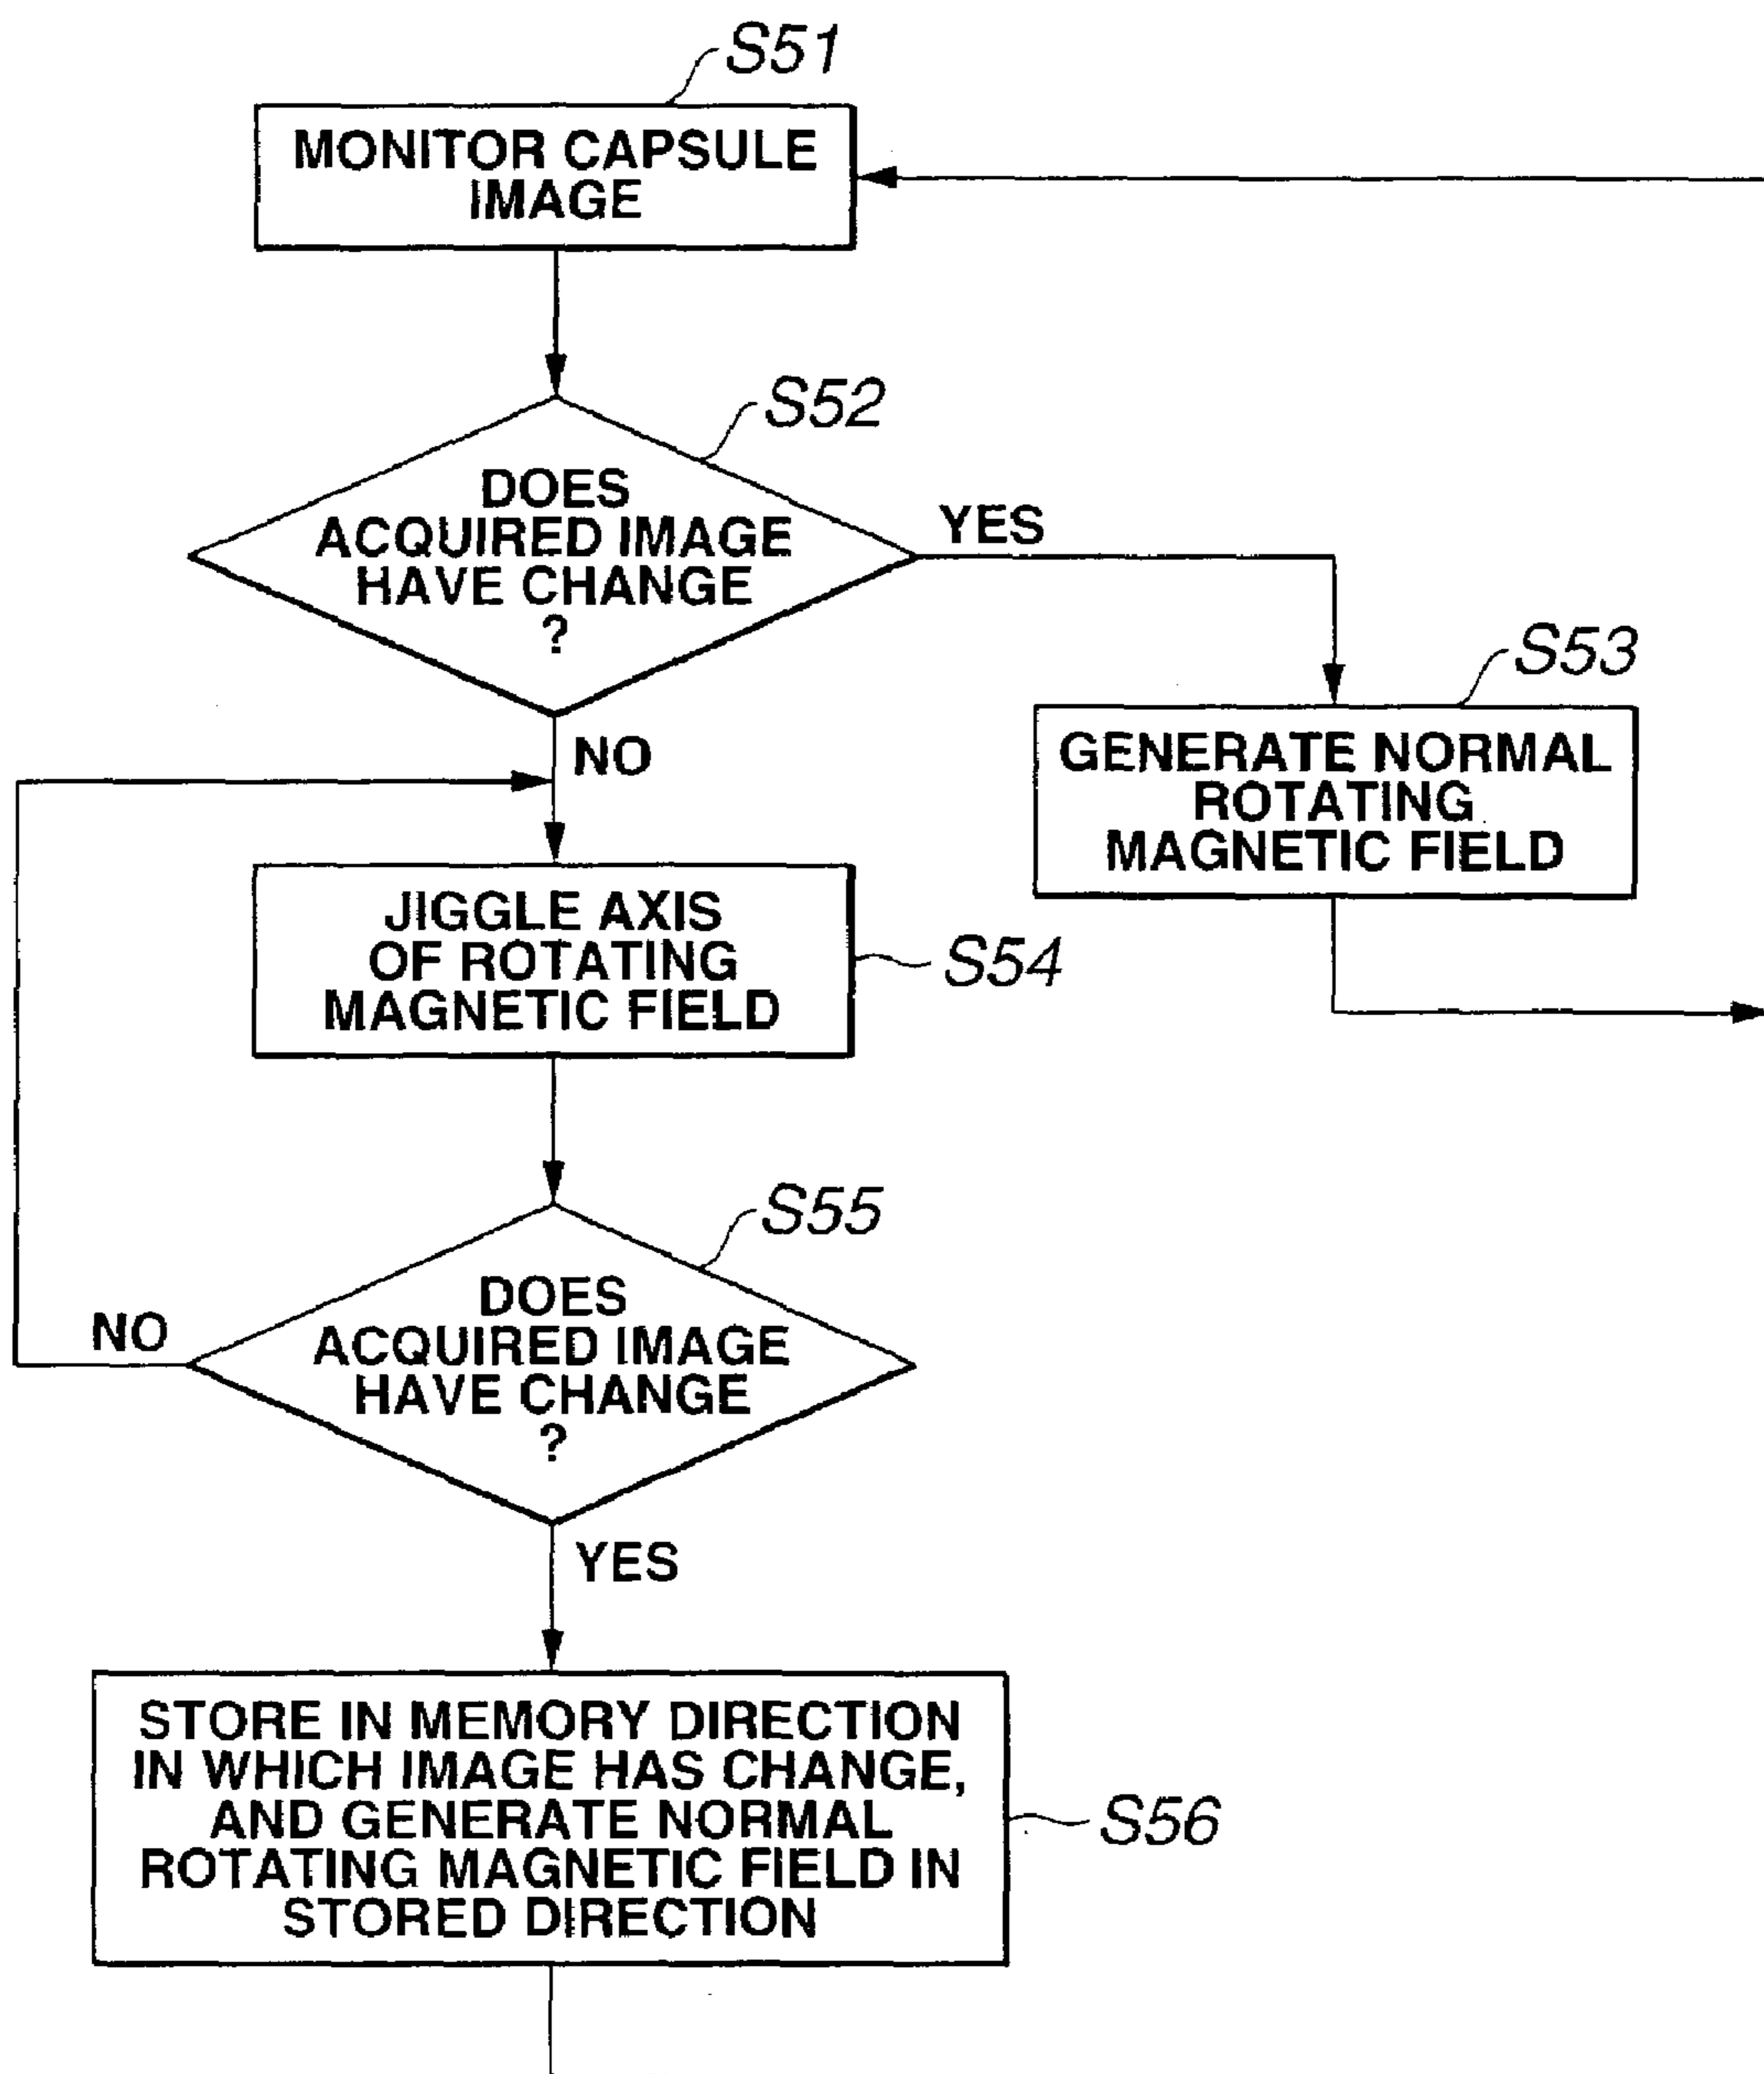 S51
MONITOR CAPSULE
IMAGE
S52
DOES
ACQUIRED IMAGE
HAVE CHANGE
?
YES
NO
S53
GENERATE NORMAL
ROTATING
MAGNETIC FIELD
JIGGLE AXIS
OF ROTATING
MAGNETIC FIELD
S54
S55
DOES
ACQUIRED IMAGE
HAVE CHANGE
?
NO
YES
STORE IN MEMORY DIRECTION
IN WHICH IMAGE HAS CHANGE,
AND GENERATE NORMAL
ROTATING MAGNETIC FIELD IN
STORED DIRECTION
S56